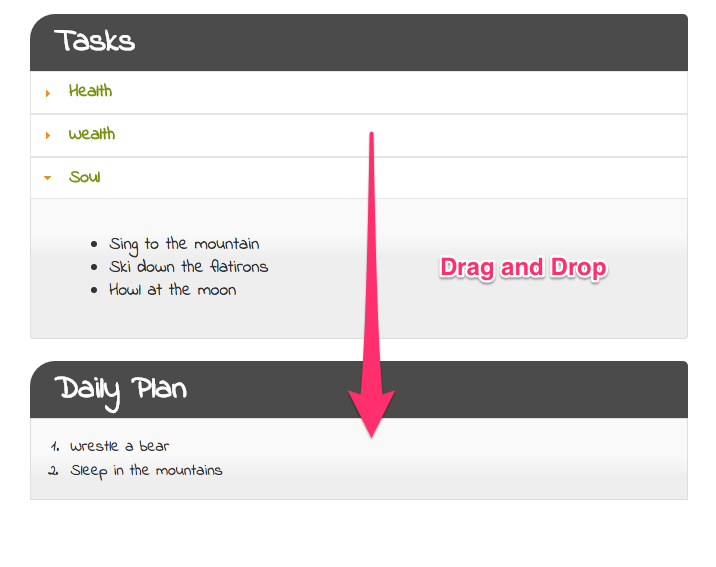 Tasks
Health
Wealth
Soul
Sing to the mountain
Ski down the flatirons
Howl at the moon
Drag and Drop
Daily Plan
1. Wrestle a bear
2. Sleep in the mountains